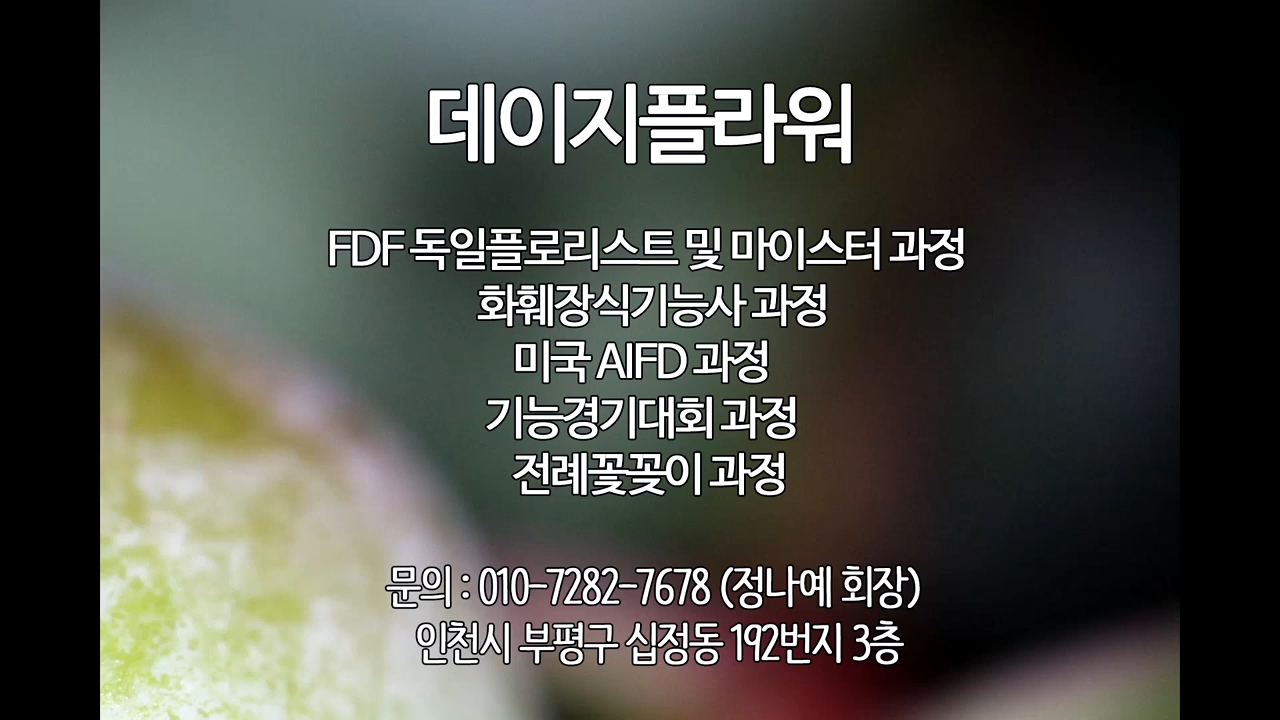 데이지플라워
FDF 독일플로리스트 및 마이스터 과정
화훼장식기능사 과정
미국 AIFD 과정
기능경기대회 과정
전례꽃꽂이 과정
문의 : 010-7282-7678 (정나예 회장)
인천시 부평구 십정동 192번지 3층